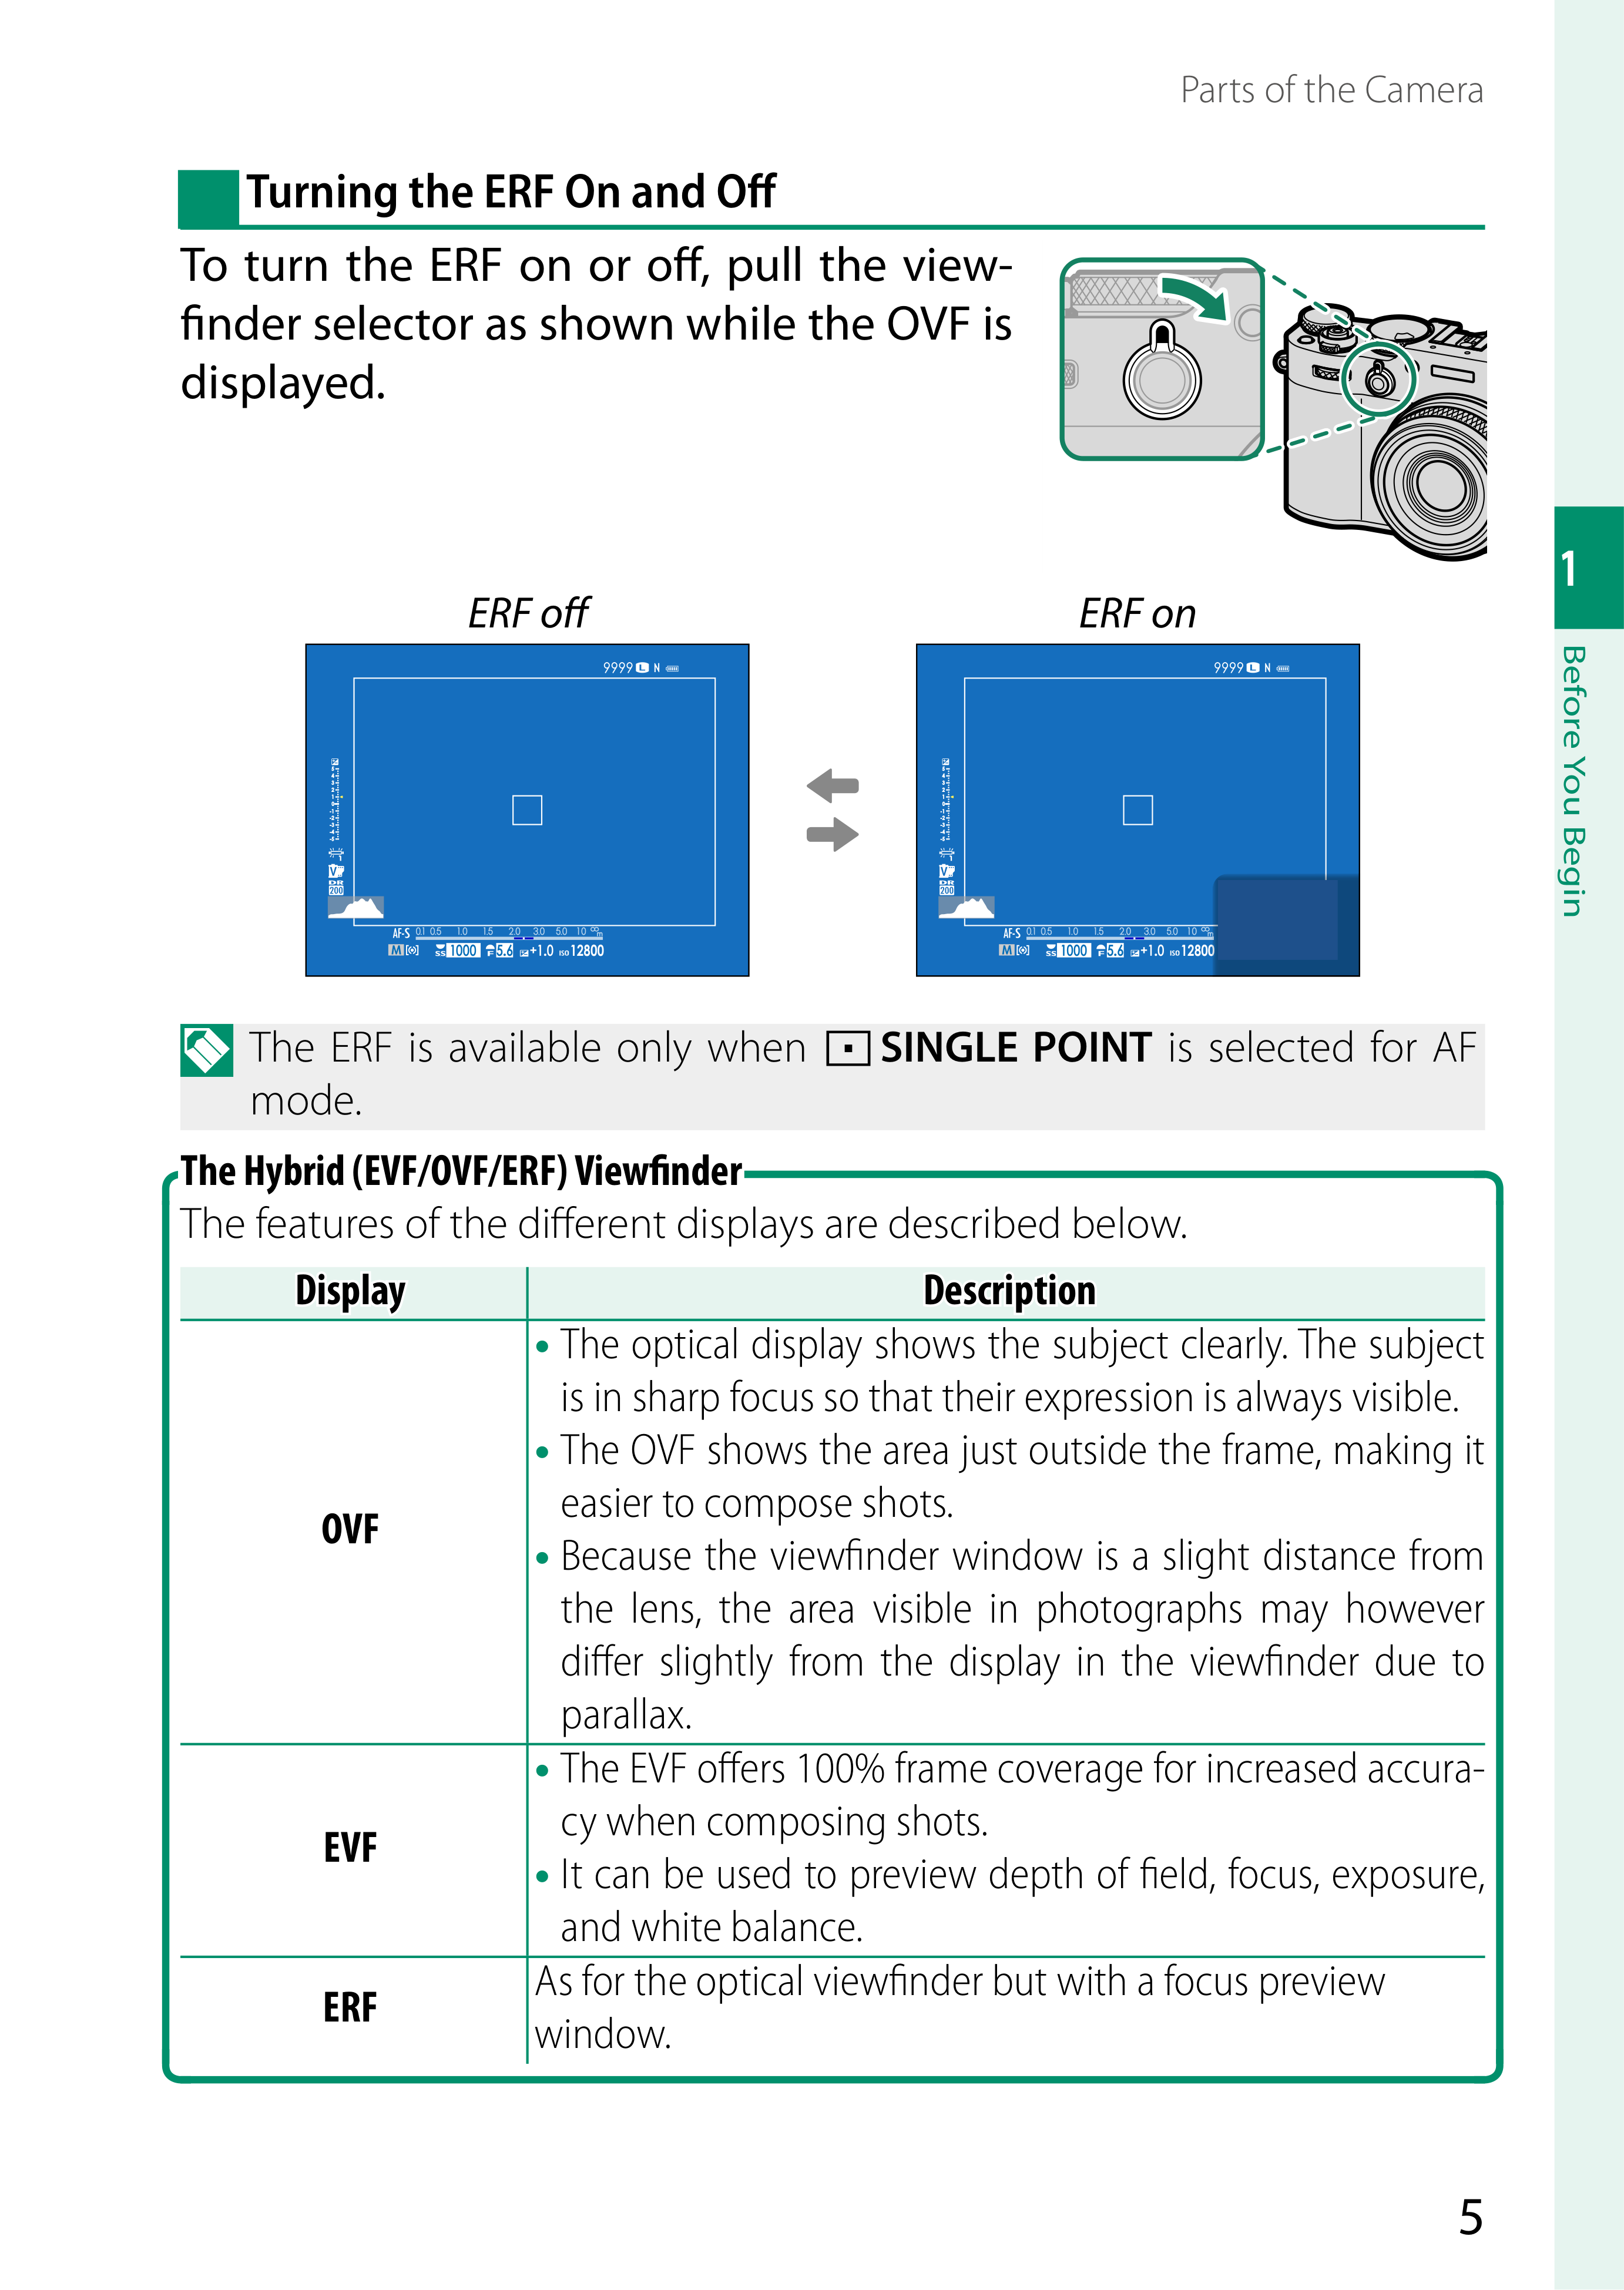 Parts of the Camera
Turning the ERF On and Off
To turn the ERF on or off, pull the view-
finder selector as shown while the OVF is
displayed.
1
Before You Begin
ERF off
ERF on
9999 L N
9999 L N
V
DR
200
V
DR
200
AF-S 0.1 0.5 1.0 1.5 2.0 3.0 5.0 10 ∞ m
M SS 1000 F 5.6 +1.0 ISO 12800
AF-S 0.1 0.5 1.0 1.5 2.0 3.0 5.0 10 ∞ m
M SS 1000 F 5.6 +1.0 ISO 12800
The ERF is available only when SINGLE POINT is selected for AF
mode.
The Hybrid (EVF/OVF/ERF) Viewfinder
The features of the different displays are described below.
Display Description
OVF
• The optical display shows the subject clearly. The subject
is in sharp focus so that their expression is always visible.
• The OVF shows the area just outside the frame, making it
easier to compose shots.
• Because the viewfinder window is a slight distance from
the lens, the area visible in photographs may however
differ slightly from the display in the viewfinder due to
parallax.
EVF
• The EVF offers 100% frame coverage for increased accura-
cy when composing shots.
• It can be used to preview depth of field, focus, exposure,
and white balance.
ERF
As for the optical viewfinder but with a focus preview
window.
5